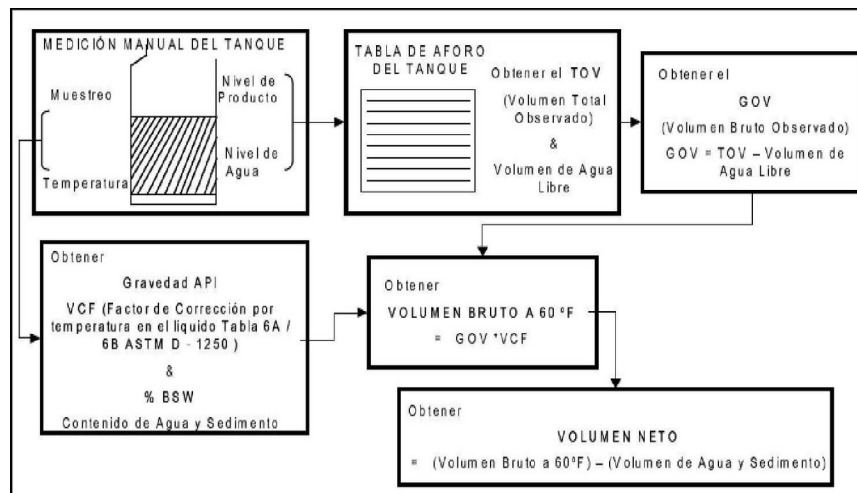 MEDICIÓN MANUAL DEL TANQUE
Muestreo
Temperatura
Nivel de
Producto
Nivel de
Agua
TABLA DE AFORO
DEL TANQUE
Obtener el TOV
(Volumen Total
Observado)
&
Volumen de Agua
Libre
Obtener el
GOV
(Volumen Bruto Observado)
GOV = TOV – Volumen de
Agua Libre
Obtener
Gravedad API
VCF (Factor de Corrección por
temperatura en el liquido Tabla 6A /
6B ASTM D - 1250 )
&
% BSW
Contenido de Agua y Sedimento
Obtener
VOLUMEN BRUTO A 60 ºF
= GOV *VCF
Obtener
VOLUMEN NETO
= (Volumen Bruto a 60ºF) – (Volumen de Agua y Sedimento)